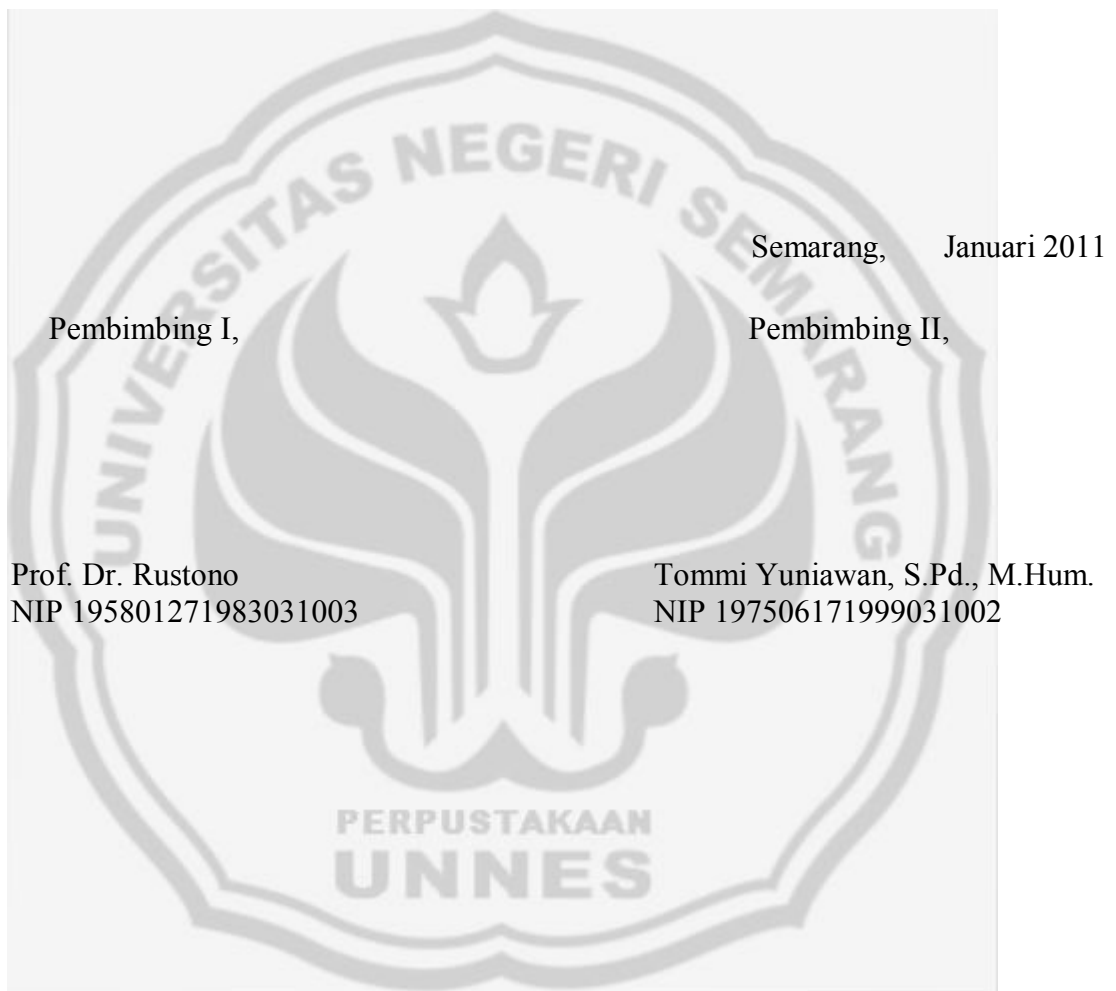 UNIVERSITAS NEGERI SEMARANG
Semarang, Januari 2011
Pembimbing I, Pembimbing II,
Prof. Dr. Rustono Tommi Yuniawan, S.Pd., M.Hum.
NIP 195801271983031003 NIP 197506171999031002
PERPUSTAKAAN
UNNES